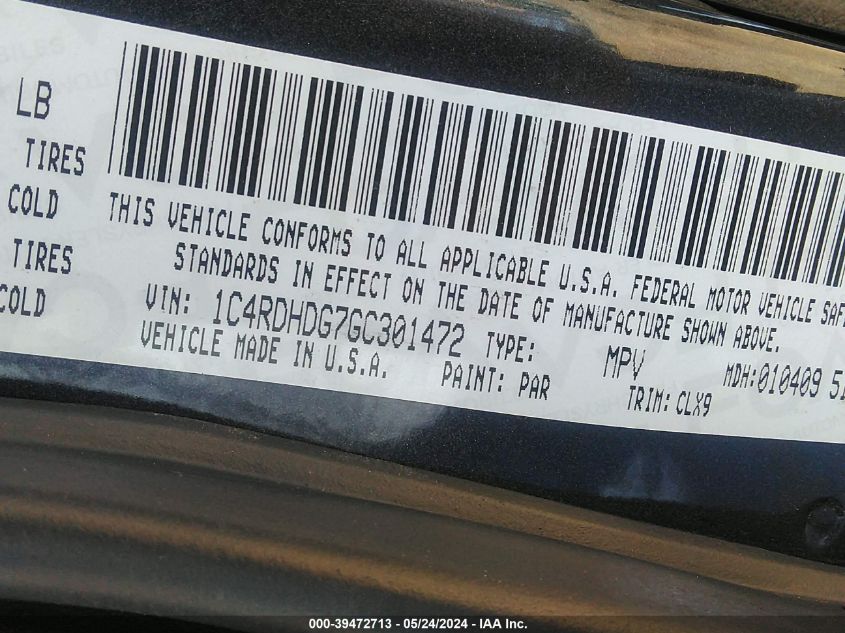 LB
TIRES
COLD
TIRES
COLD
THIS VEHICLE CONFORMS TO ALL APPLICABLE U.S.A. FEDERAL MOTOR VEHICLE SAF
STANDARDS IN EFFECT ON THE DATE OF MANUFACTURE SHOWN ABOVE.
VIN: 1C4RDHDG7GC301472 TYPE: MPV MDH:010409
VEHICLE MADE IN U.S.A. PAINT: PAR TRIM: CLX9
000-39472713 - 05/24/2024 - IAA Inc.